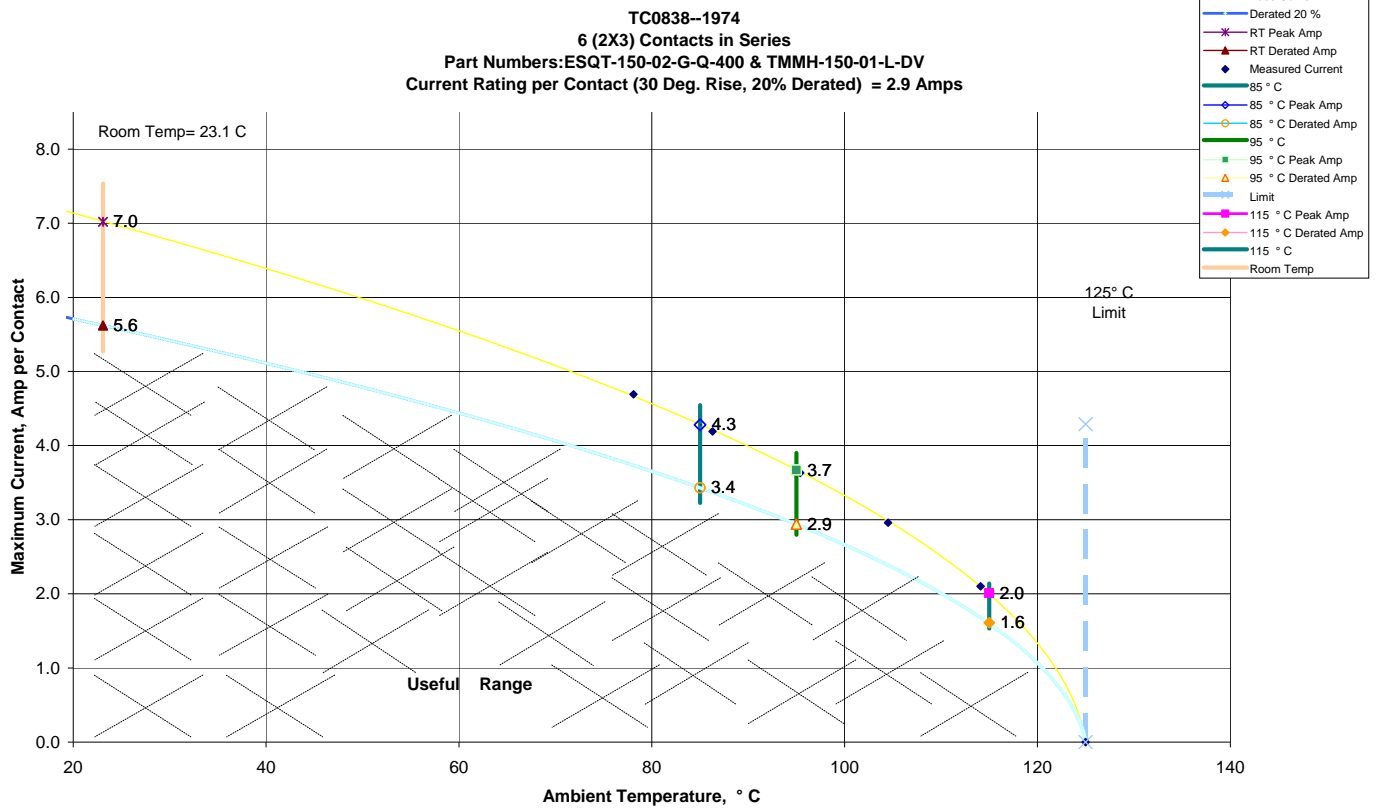 TC0838--1974
6 (2X3) Contacts in Series
Part Numbers:ESQT-150-02-G-Q-400 & TMMH-150-01-L-DV
Current Rating per Contact (30 Deg. Rise, 20% Derated) = 2.9 Amps
Derated 20 %
RT Peak Amp
RT Derated Amp
Measured Current
85 ° C
85 ° C Peak Amp
85 ° C Derated Amp
95 ° C
95 ° C Peak Amp
95 ° C Derated Amp
Limit
115 ° C Peak Amp
115 ° C Derated Amp
115 ° C
Room Temp
Room Temp= 23.1 C
125° C
Limit
Maximum Current, Amp per Contact
8.0
7.0
6.0
5.0
4.0
3.0
2.0
1.0
0.0
7.0
5.6
4.3
3.4
3.7
2.9
2.0
1.6
Useful Range
20
40
60
80
100
120
140
Ambient Temperature, ° C